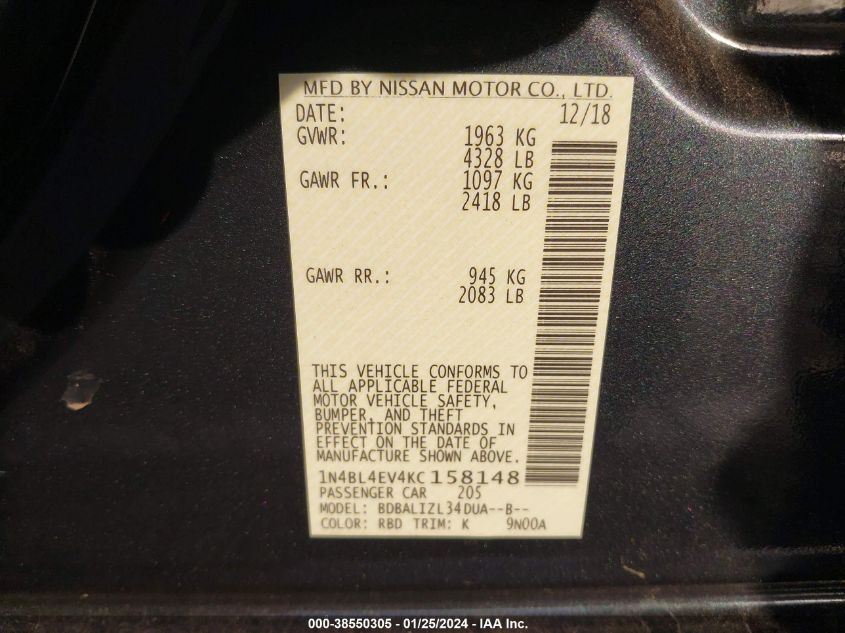 MFD BY NISSAN MOTOR CO., LTD.
DATE: 12/18
GVWR: 1963 KG
4328 LB
GAWR FR.: 1097 KG
2418 LB
GAWR RR.: 945 KG
2083 LB
THIS VEHICLE CONFORMS TO
ALL APPLICABLE FEDERAL
MOTOR VEHICLE SAFETY,
BUMPER, AND THEFT
PREVENTION STANDARDS IN
EFFECT ON THE DATE OF
MANUFACTURE SHOWN ABOVE.
1N4BL4EV4KC158148
PASSENGER CAR 205
MODEL: BDBALIZL34DUA--B--
COLOR: RBD TRIM: K 9N00A
000-38550305 - 01/25/2024 - IAA Inc.